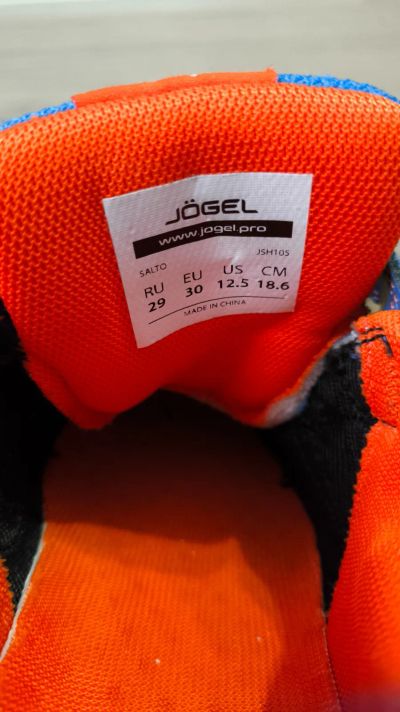 JÖGEL
www.jogel.pro
SALTO JSH105
RU EU US CM
29 30 12.5 18.6
MADE IN CHINA